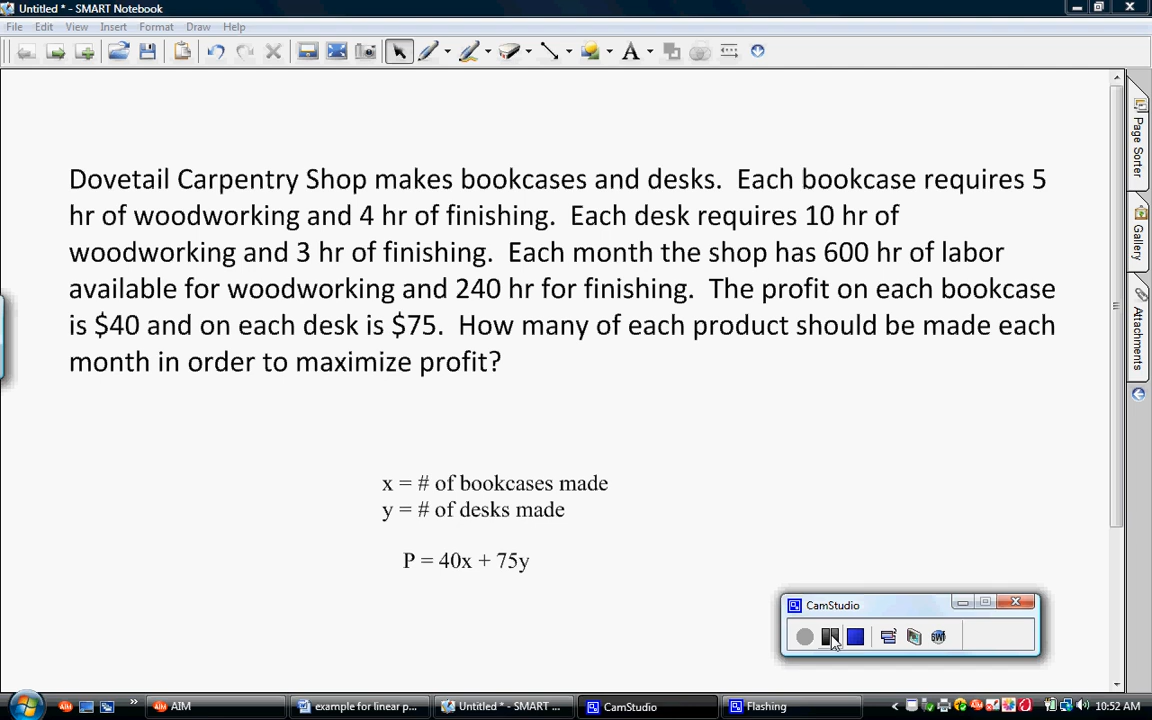 Untitled * - SMART Notebook
File Edit View Insert Format Draw Help
Dovetail Carpentry Shop makes bookcases and desks.  Each bookcase requires 5
hr of woodworking and 4 hr of finishing.  Each desk requires 10 hr of
woodworking and 3 hr of finishing.  Each month the shop has 600 hr of labor
available for woodworking and 240 hr for finishing.  The profit on each bookcase
is $40 and on each desk is $75.  How many of each product should be made each
month in order to maximize profit?
x = # of bookcases made
y = # of desks made
P = 40x + 75y
Page Sorter
Gallery
Attachments
CamStudio
AIM
example for linear p...
Untitled * - SMART ...
CamStudio
Flashing
10:52 AM